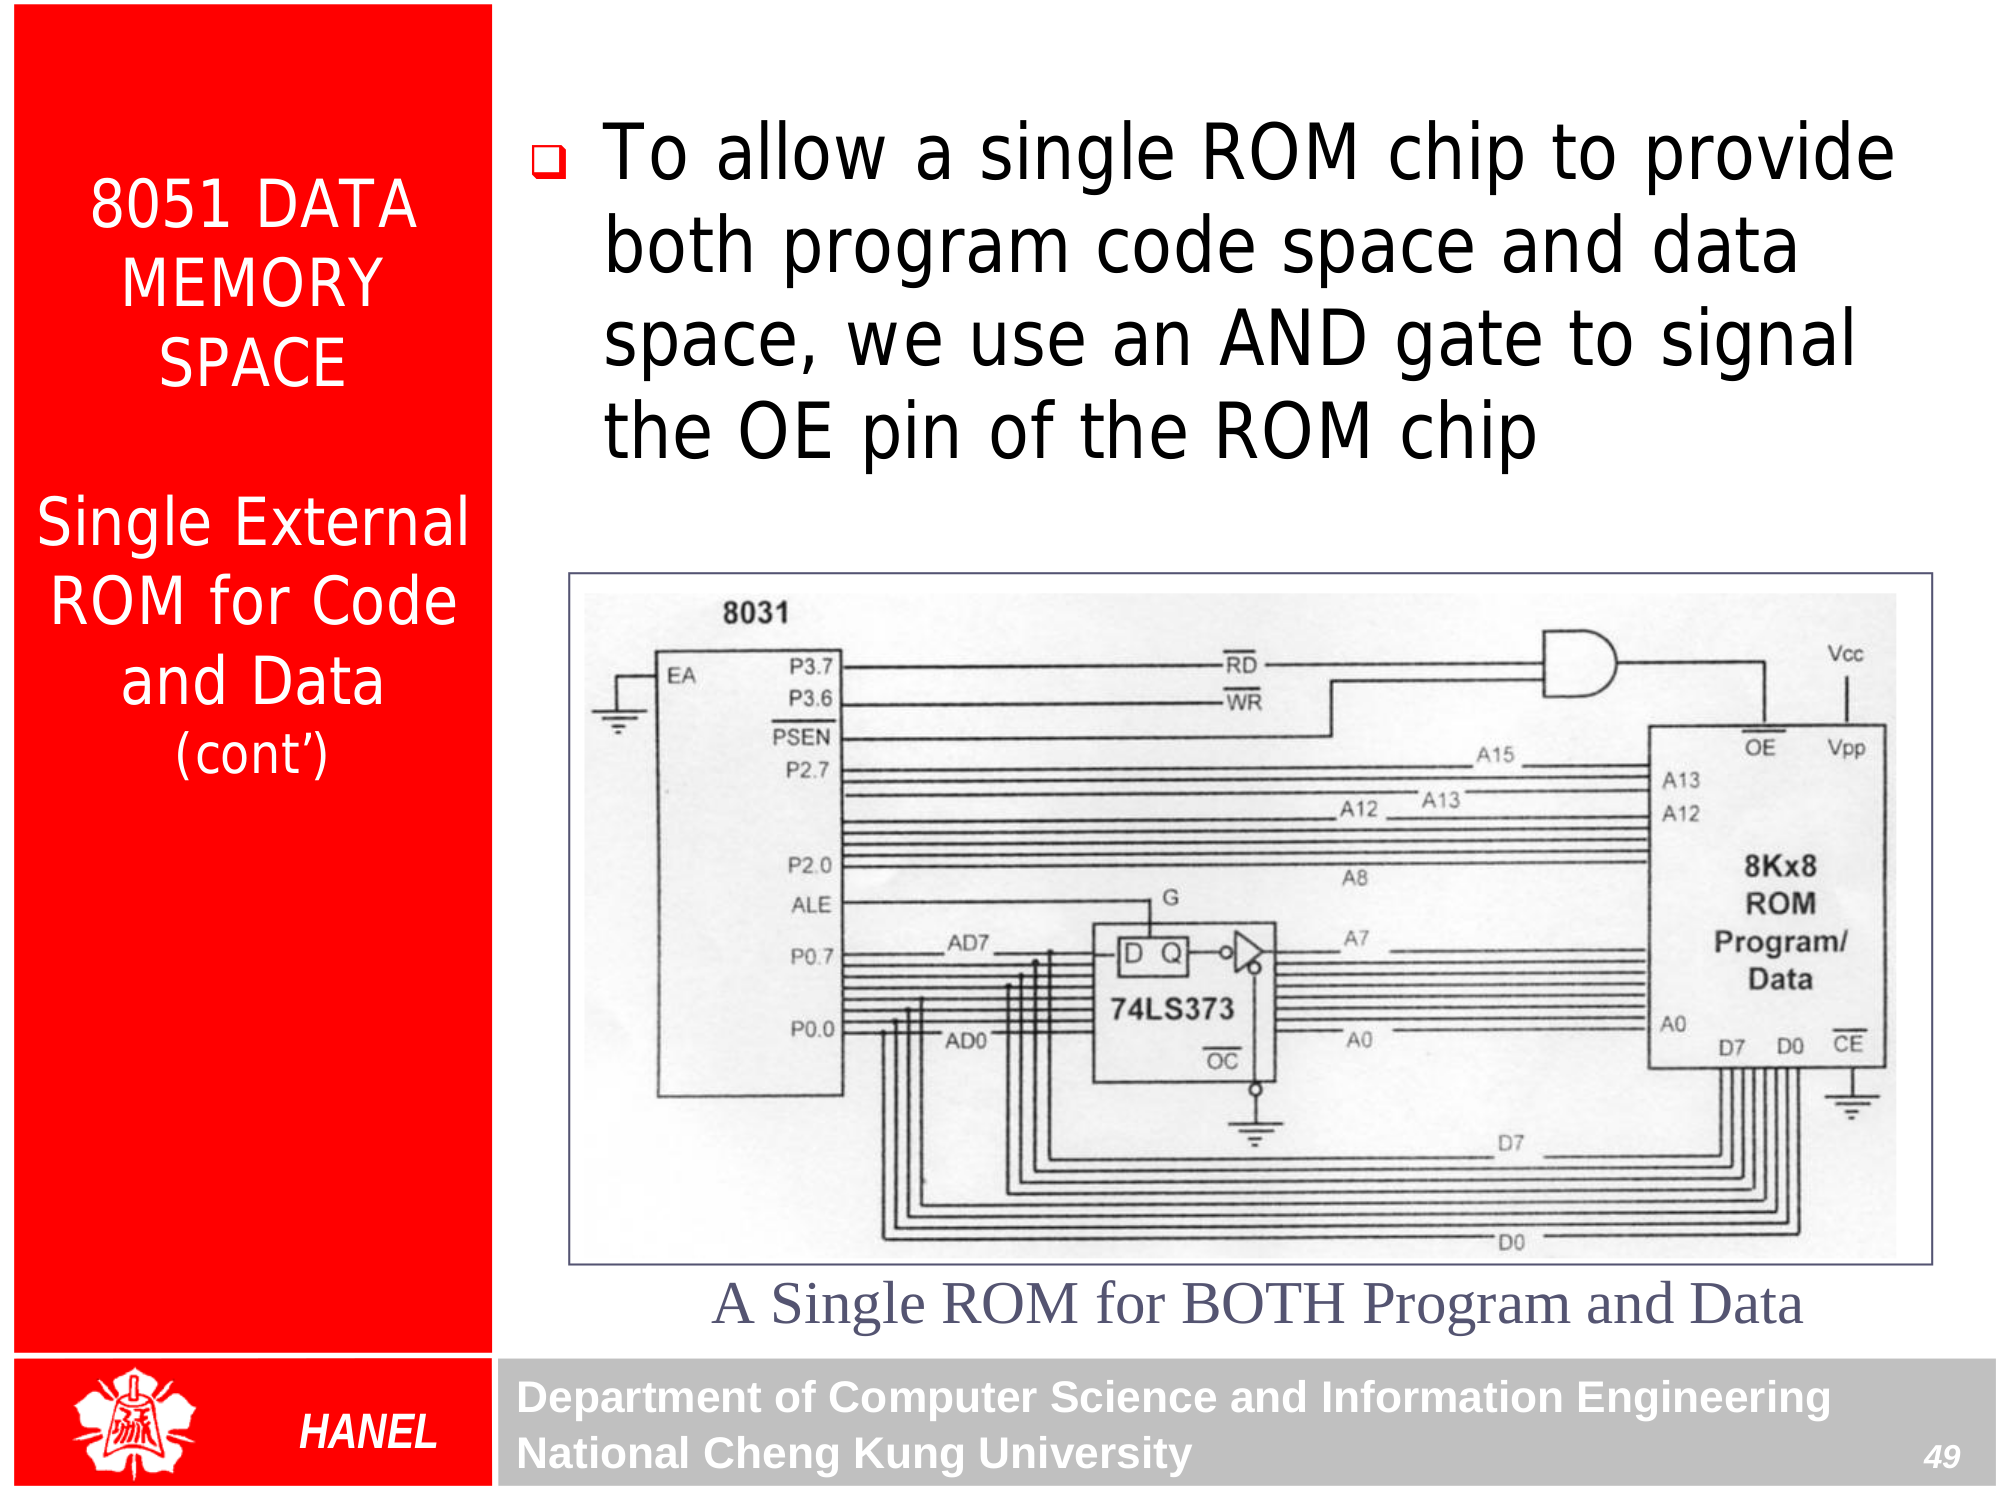 8051 DATA
MEMORY
SPACE
Single External
ROM for Code
and Data
(cont’)
❑ To allow a single ROM chip to provide
both program code space and data
space, we use an AND gate to signal
the OE pin of the ROM chip
8031
EA
P3.7
RD
P3.6
WR
PSEN
P2.7
A15
A13
A12
P2.0
A8
ALE
G
P0.7
AD7
D Q
A7
74LS373
P0.0
AD0
OC
A0
Vcc
OE
Vpp
A13
A12
8Kx8
ROM
Program/
Data
A0
D7
D0
CE
D7
D0
A Single ROM for BOTH Program and Data
HANEL
Department of Computer Science and Information Engineering
National Cheng Kung University
49